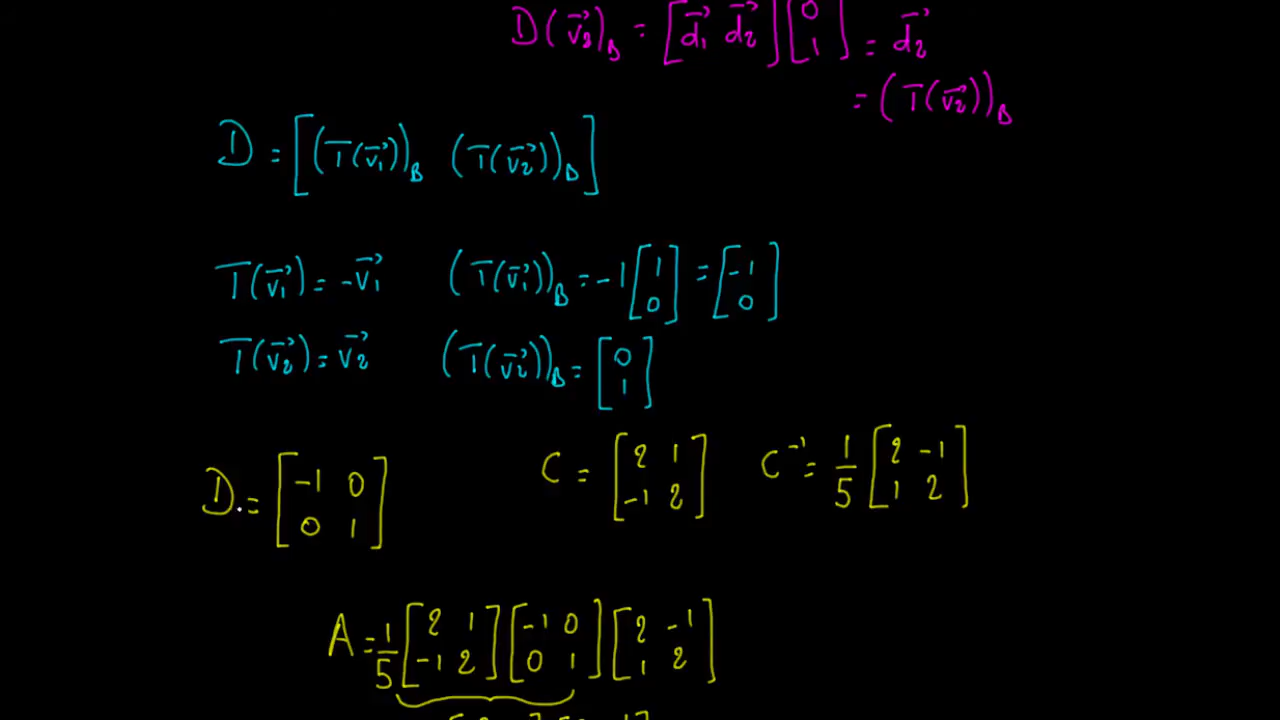 D(v⃗₂)_B = [d⃗₁ d⃗₂] [0 1] = d⃗₂
= (T(v⃗₂))_B
D = [(T(v⃗₁))_B (T(v⃗₂))_B]
T(v⃗₁) = -v⃗₁ (T(v⃗₁))_B = -1 [1 0] = [-1 0]
T(v⃗₂) = v⃗₂ (T(v⃗₂))_B = [0 1]
D = [-1 0; 0 1] C = [2 1; -1 2] C⁻¹ = 1/5 [2 -1; 1 2]
A = 1/5 [2 1; -1 2] [-1 0; 0 1] [2 -1; 1 2]